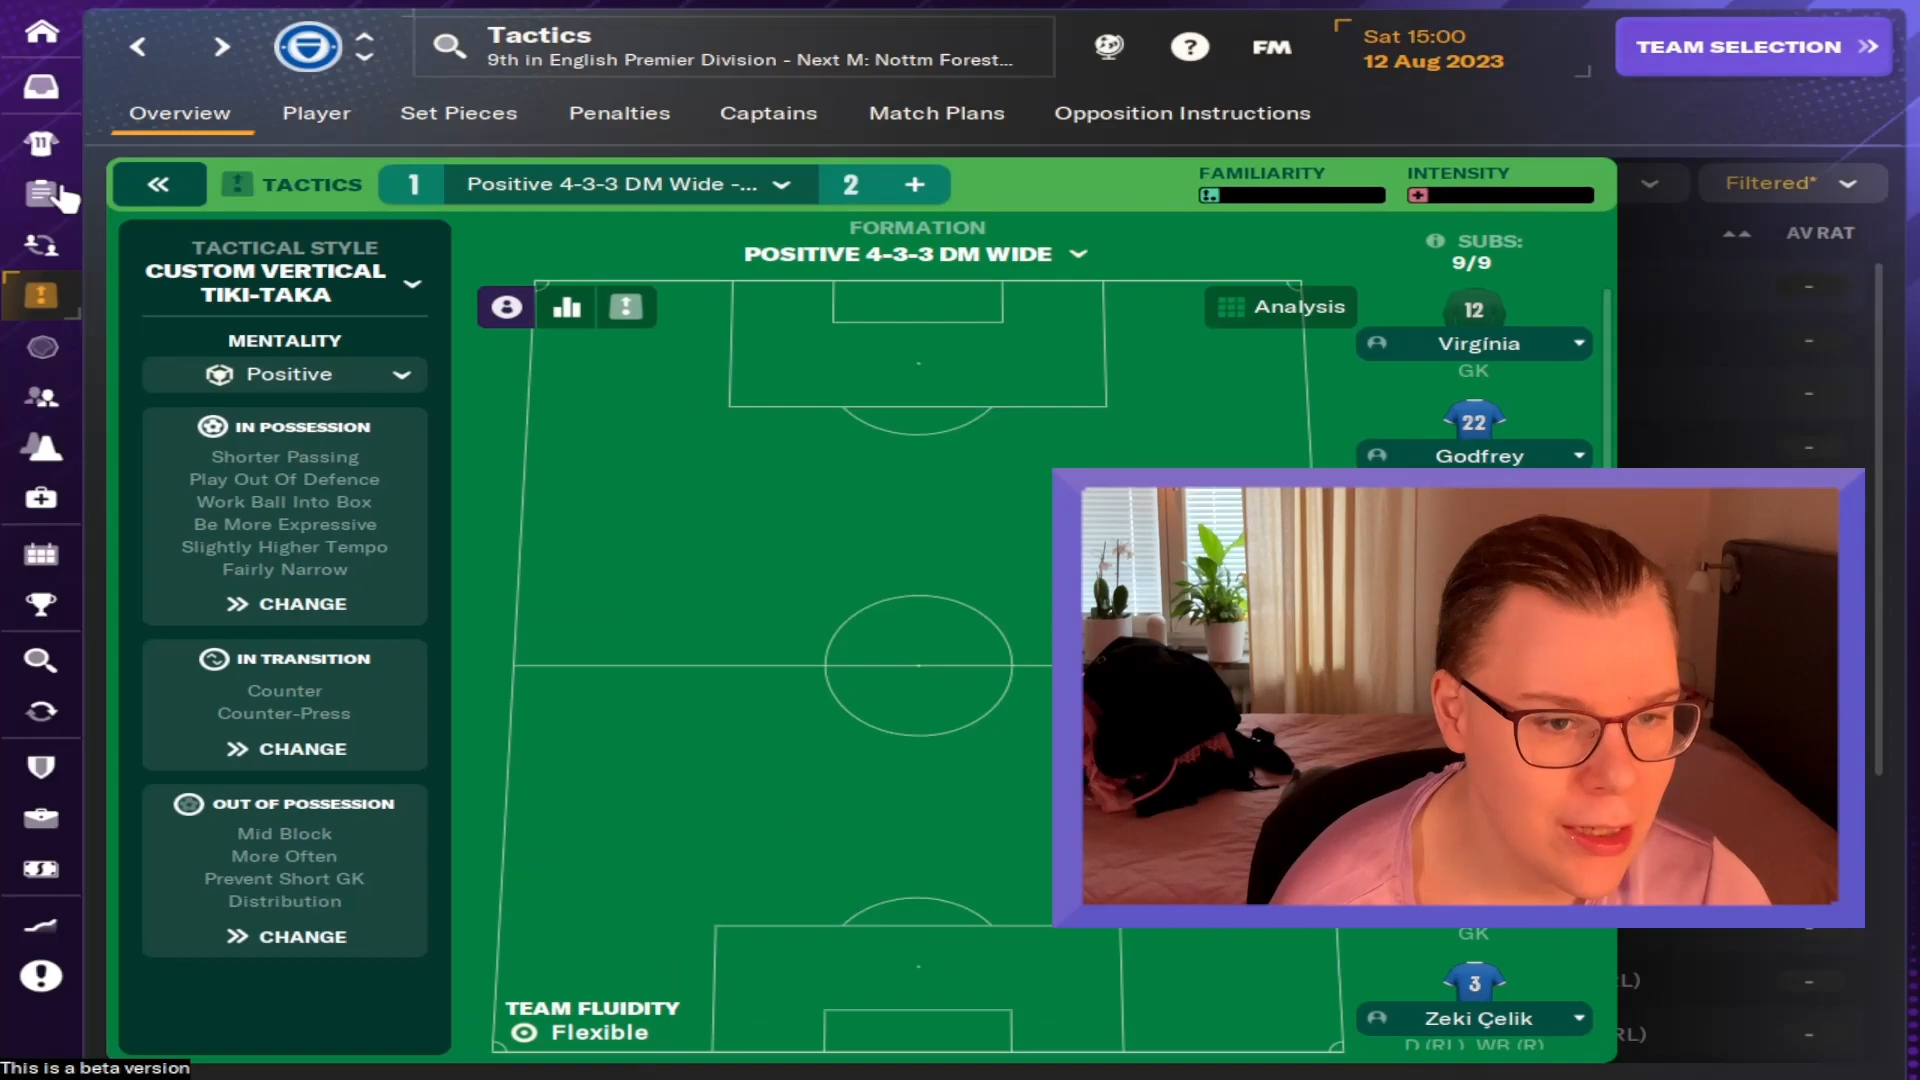 Tactics
9th in English Premier Division - Next M: Nottm Forest...
FM
Sat 15:00
12 Aug 2023
TEAM SELECTION
Overview
Player
Set Pieces
Penalties
Captains
Match Plans
Opposition Instructions
TACTICS
1
Positive 4-3-3 DM Wide -...
2
+
FAMILIARITY
INTENSITY
Filtered*
AV RAT
TACTICAL STYLE
CUSTOM VERTICAL
TIKI-TAKA
MENTALITY
Positive
IN POSSESSION
Shorter Passing
Play Out Of Defence
Work Ball Into Box
Be More Expressive
Slightly Higher Tempo
Fairly Narrow
CHANGE
IN TRANSITION
Counter
Counter-Press
CHANGE
OUT OF POSSESSION
Mid Block
More Often
Prevent Short GK
Distribution
CHANGE
FORMATION
POSITIVE 4-3-3 DM WIDE
Analysis
TEAM FLUIDITY
Flexible
SUBS:
9/9
12
Virgínia
GK
22
Godfrey
GK
3
Zeki Çelik
D (RL), WB (R)
RL)
This is a beta version
11